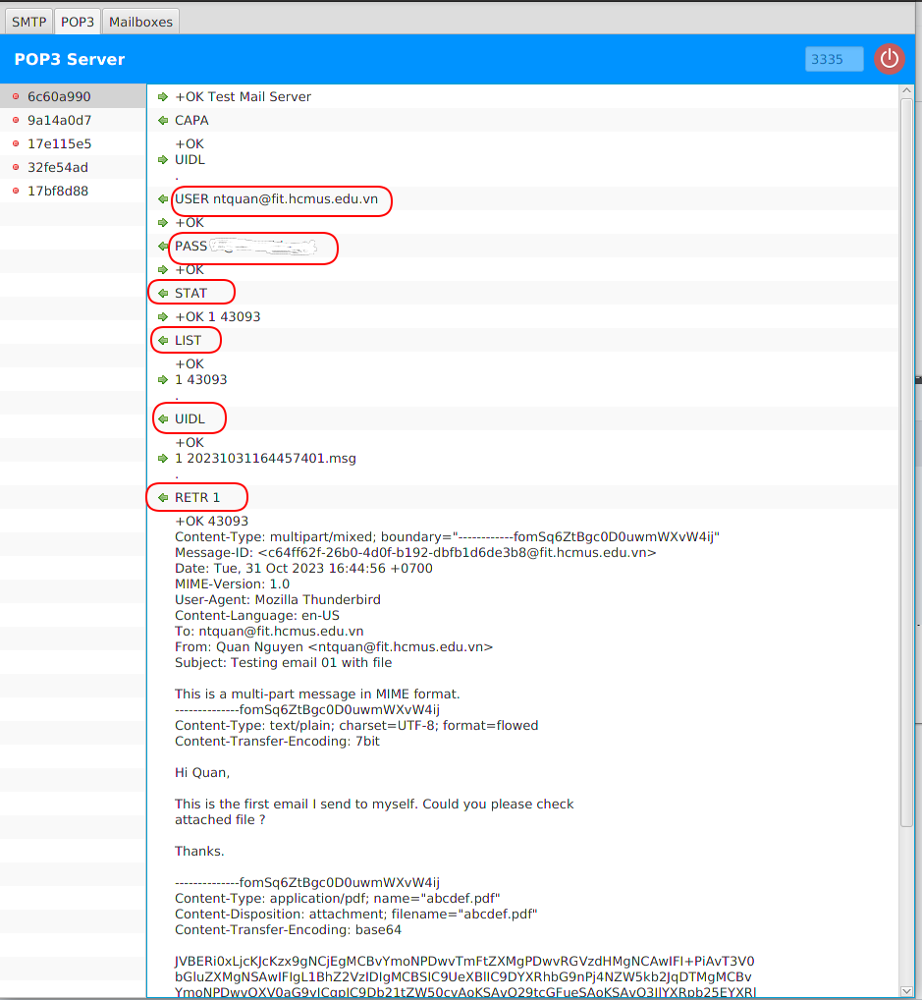 SMTP POP3 Mailboxes
POP3 Server 3335
6c60a990
9a14a0d7
17e115e5
32fe54ad
17bf8d88
+OK Test Mail Server
CAPA
+OK
UIDL
.
USER ntquan@fit.hcmus.edu.vn
+OK
PASS
+OK
STAT
+OK 1 43093
LIST
+OK
1 43093
.
UIDL
+OK
1 20231031164457401.msg
.
RETR 1
+OK 43093
Content-Type: multipart/mixed; boundary="------------fomSq6ZtBgc0D0uwmWXvW4ij"
Message-ID: <c64ff62f-26b0-4d0f-b192-dbfb1d6de3b8@fit.hcmus.edu.vn>
Date: Tue, 31 Oct 2023 16:44:56 +0700
MIME-Version: 1.0
User-Agent: Mozilla Thunderbird
Content-Language: en-US
To: ntquan@fit.hcmus.edu.vn
From: Quan Nguyen <ntquan@fit.hcmus.edu.vn>
Subject: Testing email 01 with file
This is a multi-part message in MIME format.
--------------fomSq6ZtBgc0D0uwmWXvW4ij
Content-Type: text/plain; charset=UTF-8; format=flowed
Content-Transfer-Encoding: 7bit
Hi Quan,
This is the first email I send to myself. Could you please check
attached file ?
Thanks.
--------------fomSq6ZtBgc0D0uwmWXvW4ij
Content-Type: application/pdf; name="abcdef.pdf"
Content-Disposition: attachment; filename="abcdef.pdf"
Content-Transfer-Encoding: base64